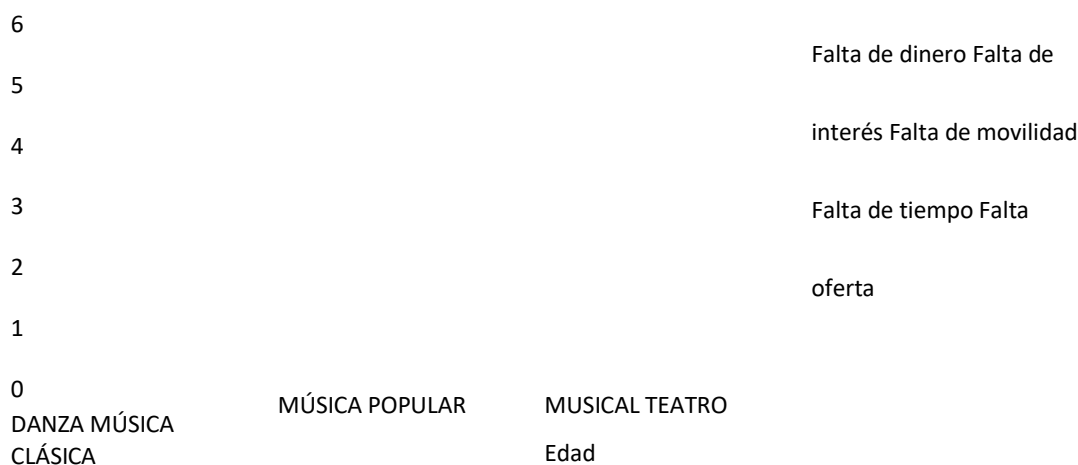 6
Falta de dinero Falta de
5
interés Falta de movilidad
4
3
Falta de tiempo Falta
2
oferta
1
0
MÚSICA POPULAR
MUSICAL TEATRO
DANZA MÚSICA
CLÁSICA
Edad